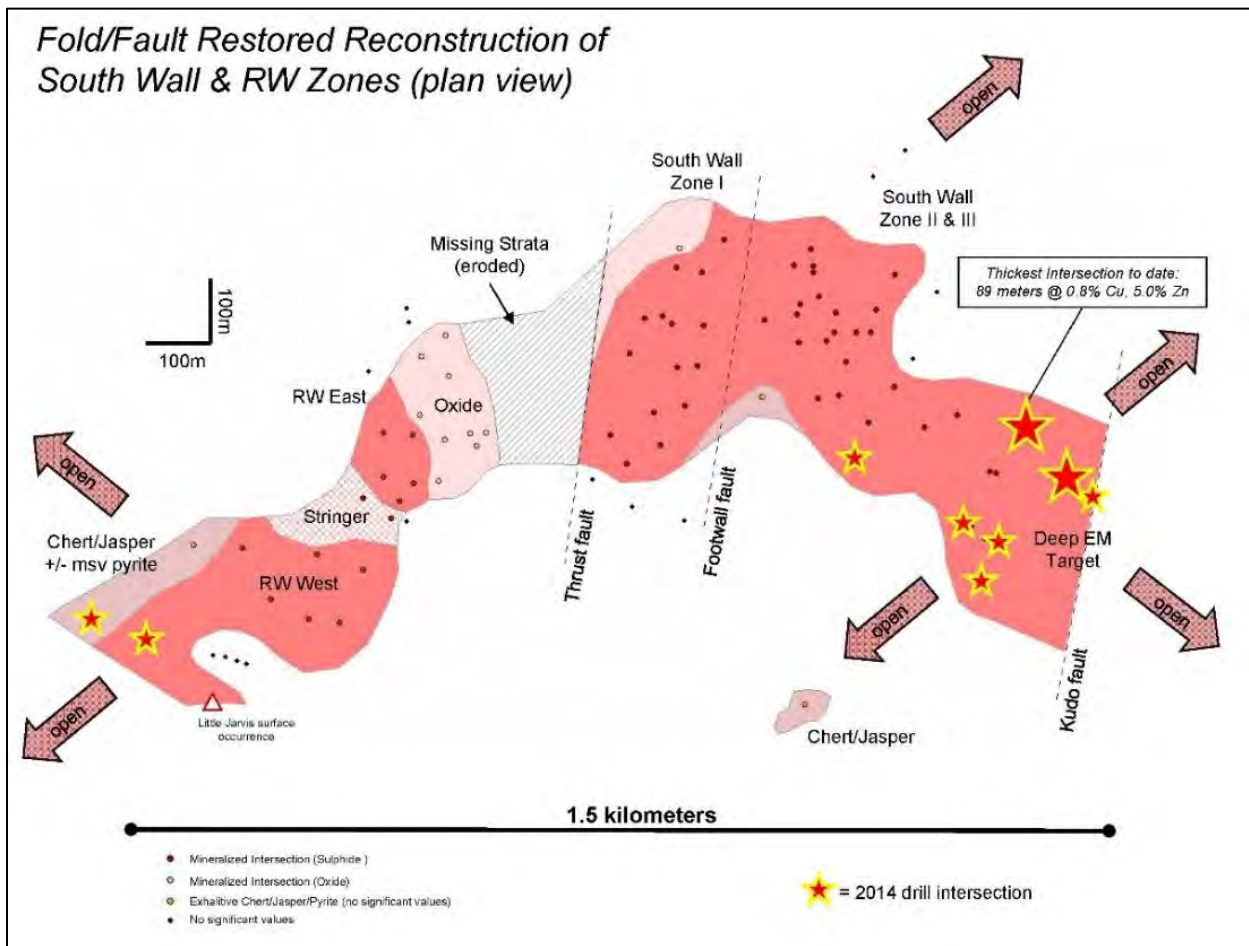 Fold/Fault Restored Reconstruction of
South Wall & RW Zones (plan view)
open
South Wall
Zone I
South Wall
Zone II & III
Missing Strata
(eroded)
Thickest Intersection to date:
89 meters @ 0.8% Cu, 5.0% Zn
100m
100m
open
RW East
Oxide
open
Stringer
Thrust fault
Footwall fault
Chert/Jasper
+/- msv pyrite
RW West
Deep EM
Target
open
open
Kudo fault
open
Little Jarvis surface
occurrence
Chert/Jasper
1.5 kilometers
Mineralized Intersection (Sulphide )
Mineralized Intersection (Oxide)
Exhalitive Chert/Jasper/Pyrite (no significant values)
No significant values
= 2014 drill intersection